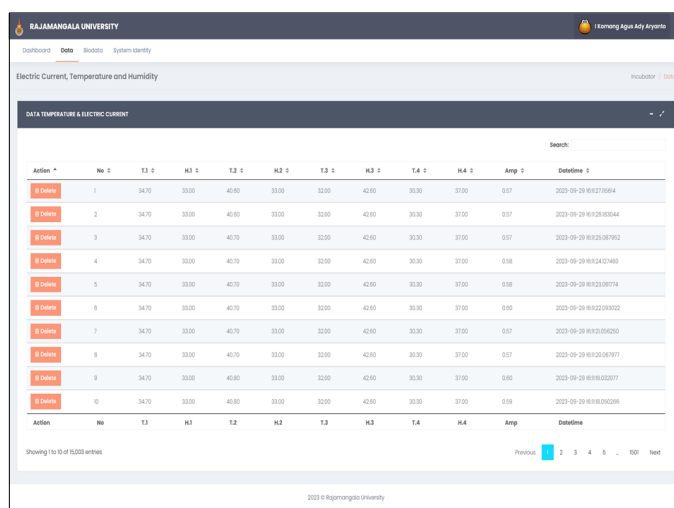 RAJAMANGALA UNIVERSITY
I Komang Agus Ady Aryanto
Dashboard Data Biodata System Identity
Electric Current, Temperature and Humidity
Incubator / Data
DATA TEMPERATURE & ELECTRIC CURRENT
Search:
Action No T.1 H.1 T.2 H.2 T.3 H.3 T.4 H.4 Amp Datetime
Delete 1 34.70 33.00 40.60 33.00 32.00 42.60 30.30 37.00 0.57
Delete 2 34.70 33.00 40.60 33.00 32.00 42.60 30.30 37.00 0.57
Delete 3 34.70 33.00 40.70 33.00 32.00 42.60 30.30 37.00 0.57
Delete 4 34.70 33.00 40.70 33.00 32.00 42.60 30.30 37.00 0.58
Delete 5 34.70 33.00 40.70 33.00 32.00 42.60 30.30 37.00 0.58
Delete 6 34.70 33.00 40.70 33.00 32.00 42.60 30.30 37.00 0.60
Delete 7 34.70 33.00 40.70 33.00 32.00 42.60 30.30 37.00 0.57
Delete 8 34.70 33.00 40.70 33.00 32.00 42.60 30.30 37.00 0.57
Delete 9 34.70 33.00 40.80 33.00 32.00 42.60 30.30 37.00 0.60
Delete 10 34.70 33.00 40.80 33.00 32.00 42.60 30.30 37.00 0.59
Action No T.1 H.1 T.2 H.2 T.3 H.3 T.4 H.4 Amp Datetime
Showing 1 to 10 of 15,003 entries
Previous 1 2 3 4 5 … 1501 Next
2023 © Rajamangala University